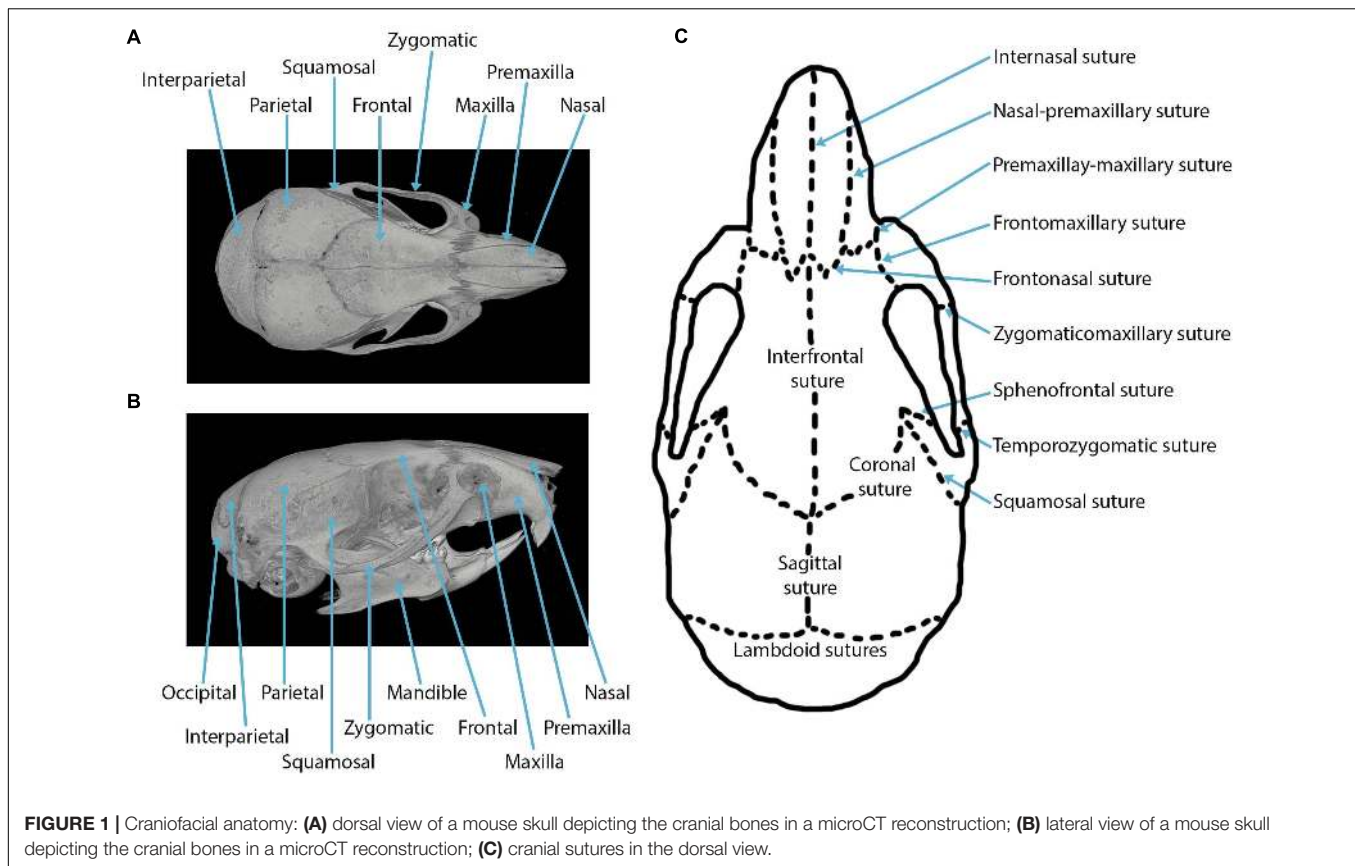 A
Zygomatic
Squamosal
Premaxilla
Interparietal
Parietal
Frontal
Maxilla
Nasal
B
Occipital
Parietal
Mandible
Nasal
Interparietal
Zygomatic
Frontal
Premaxilla
Squamosal
Maxilla
C
Internasal suture
Nasal-premaxillary suture
Premaxillay-maxillary suture
Frontomaxillary suture
Frontonasal suture
Zygomaticomaxillary suture
Interfrontal
suture
Sphenofrontal suture
Temporozygomatic suture
Coronal
suture
Squamosal suture
Sagittal
suture
Lambdoid sutures
FIGURE 1 | Craniofacial anatomy: (A) dorsal view of a mouse skull depicting the cranial bones in a microCT reconstruction; (B) lateral view of a mouse skull
depicting the cranial bones in a microCT reconstruction; (C) cranial sutures in the dorsal view.